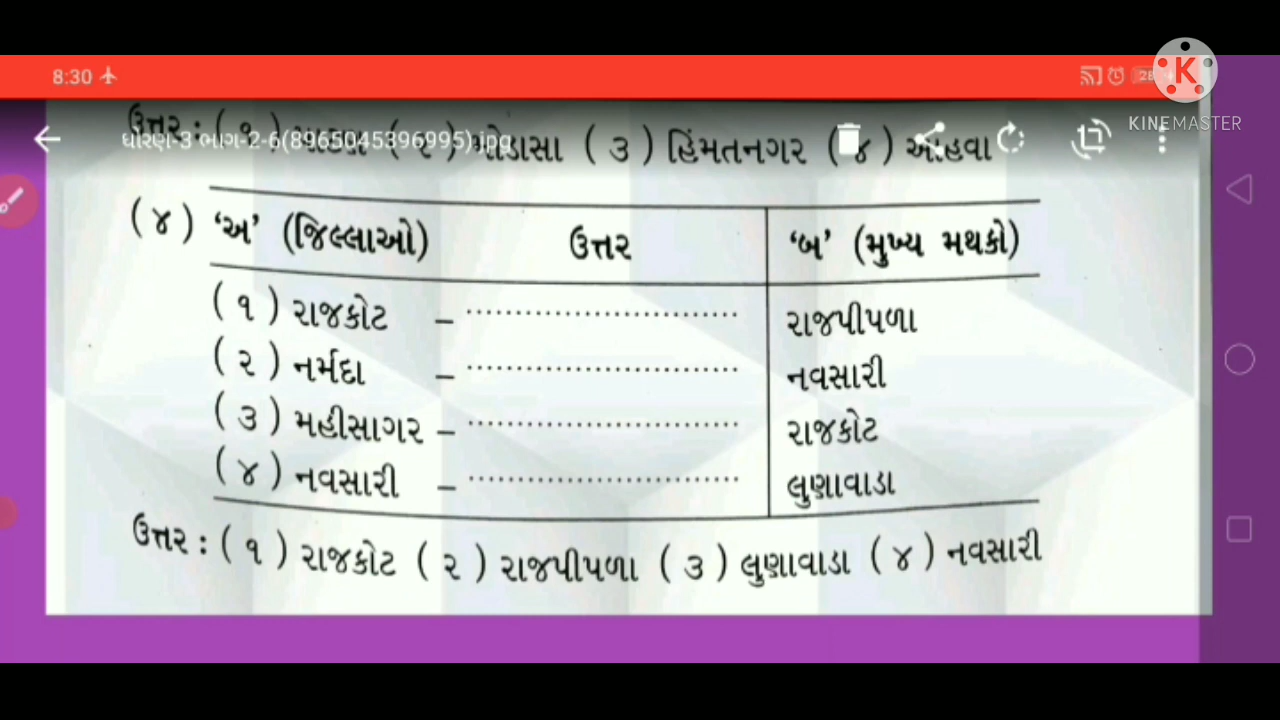 8:30
28
KINEMASTER
ધોરણ-3 ભાગ-2-6(8965045396995).jpg
ઉત્તર : (૧) (૨) મોડાસા (૩) હિંમતનગર (૪) આહવા
(૪) ‘અ’ (જિલ્લાઓ) ઉત્તર ‘બ’ (મુખ્ય મથકો)
(૧) રાજકોટ – ........................... રાજપીપળા
(૨) નર્મદા – ........................... નવસારી
(૩) મહીસાગર – ........................... રાજકોટ
(૪) નવસારી – ........................... લુણાવાડા
ઉત્તર : (૧) રાજકોટ (૨) રાજપીપળા (૩) લુણાવાડા (૪) નવસારી